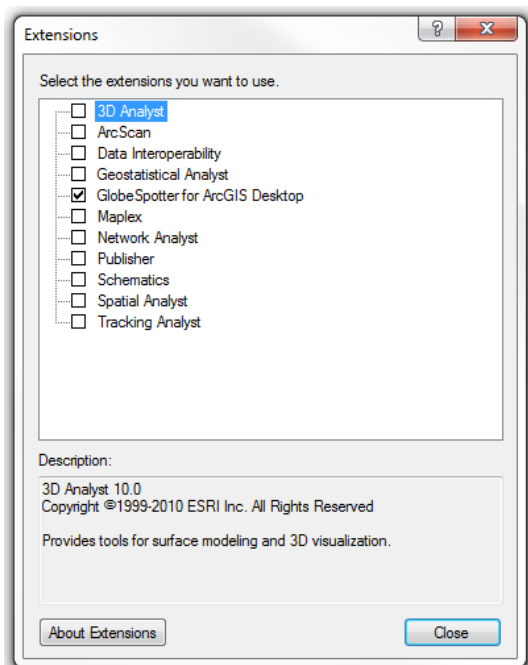 Extensions
Select the extensions you want to use.
3D Analyst
ArcScan
Data Interoperability
Geostatistical Analyst
GlobeSpotter for ArcGIS Desktop
Maplex
Network Analyst
Publisher
Schematics
Spatial Analyst
Tracking Analyst
Description:
3D Analyst 10.0
Copyright ©1999-2010 ESRI Inc. All Rights Reserved
Provides tools for surface modeling and 3D visualization.
About Extensions
Close